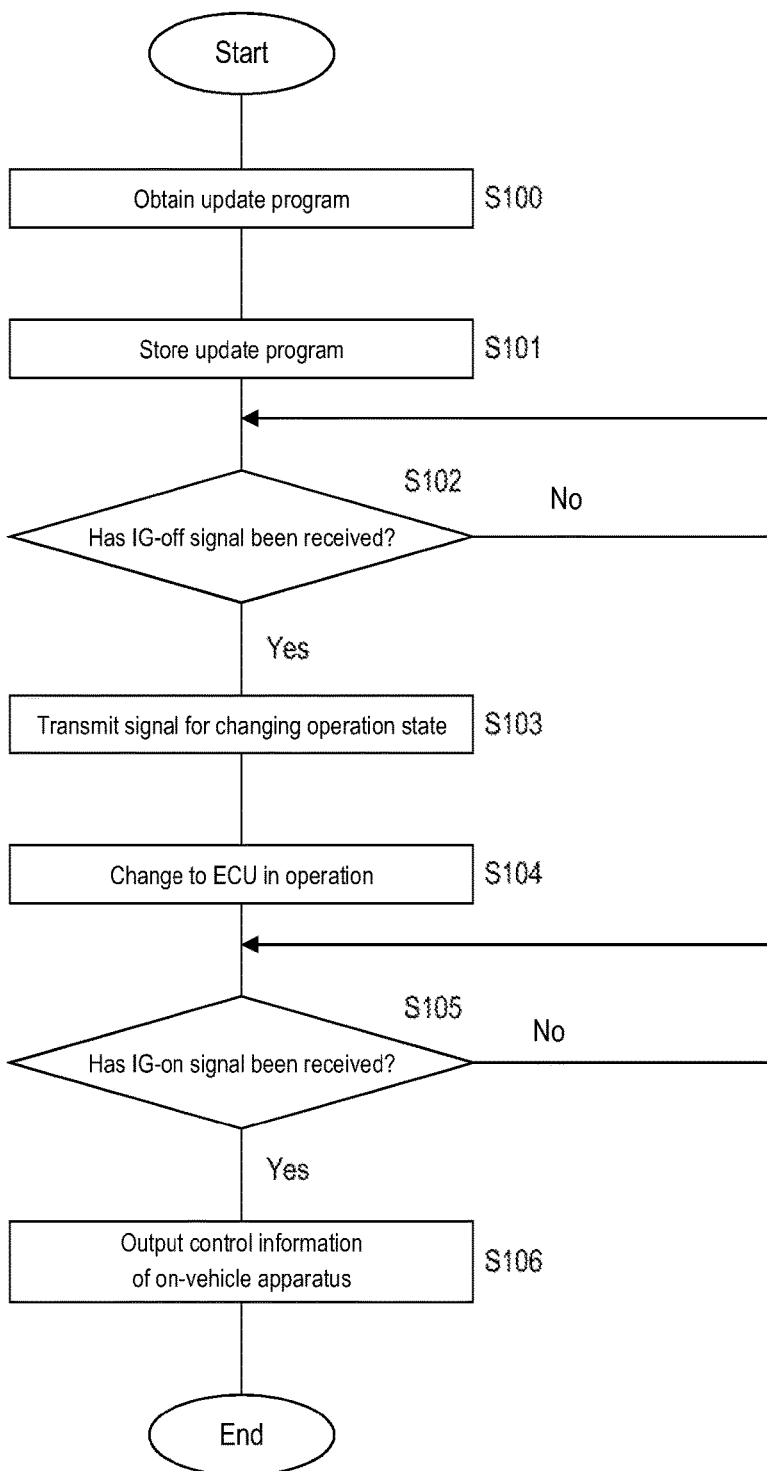 Start
Obtain update program
S100
Store update program
S101
S102
No
Has IG-off signal been received?
Yes
Transmit signal for changing operation state
S103
Change to ECU in operation
S104
S105
No
Has IG-on signal been received?
Yes
Output control information
of on-vehicle apparatus
S106
End